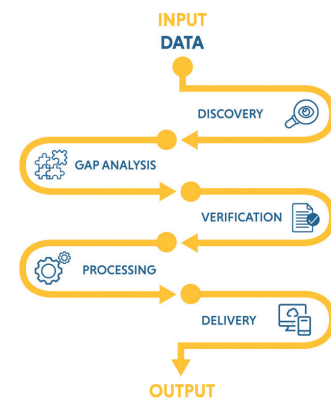 INPUT
DATA
DISCOVERY
GAP ANALYSIS
VERIFICATION
PROCESSING
DELIVERY
OUTPUT